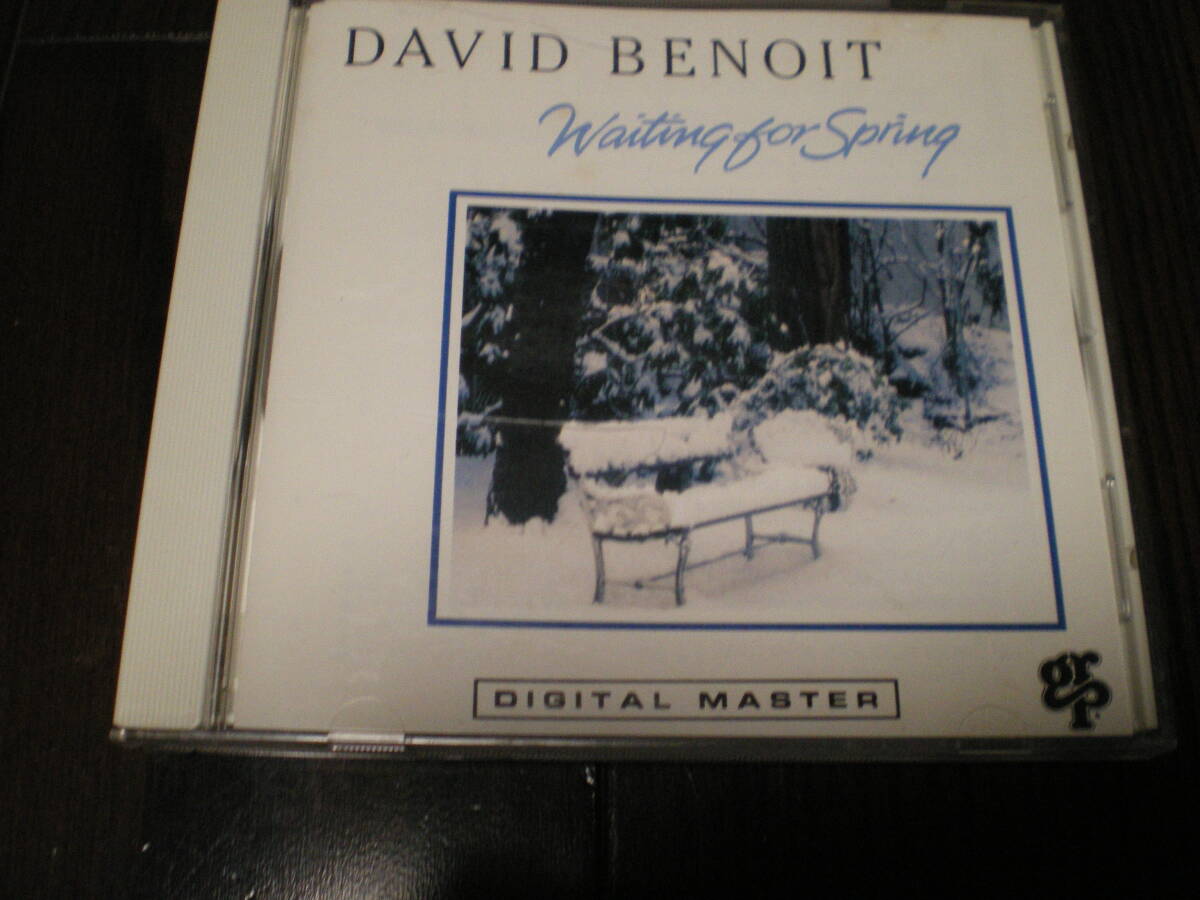 DAVID BENOIT
Waiting for Spring
DIGITAL MASTER
grp